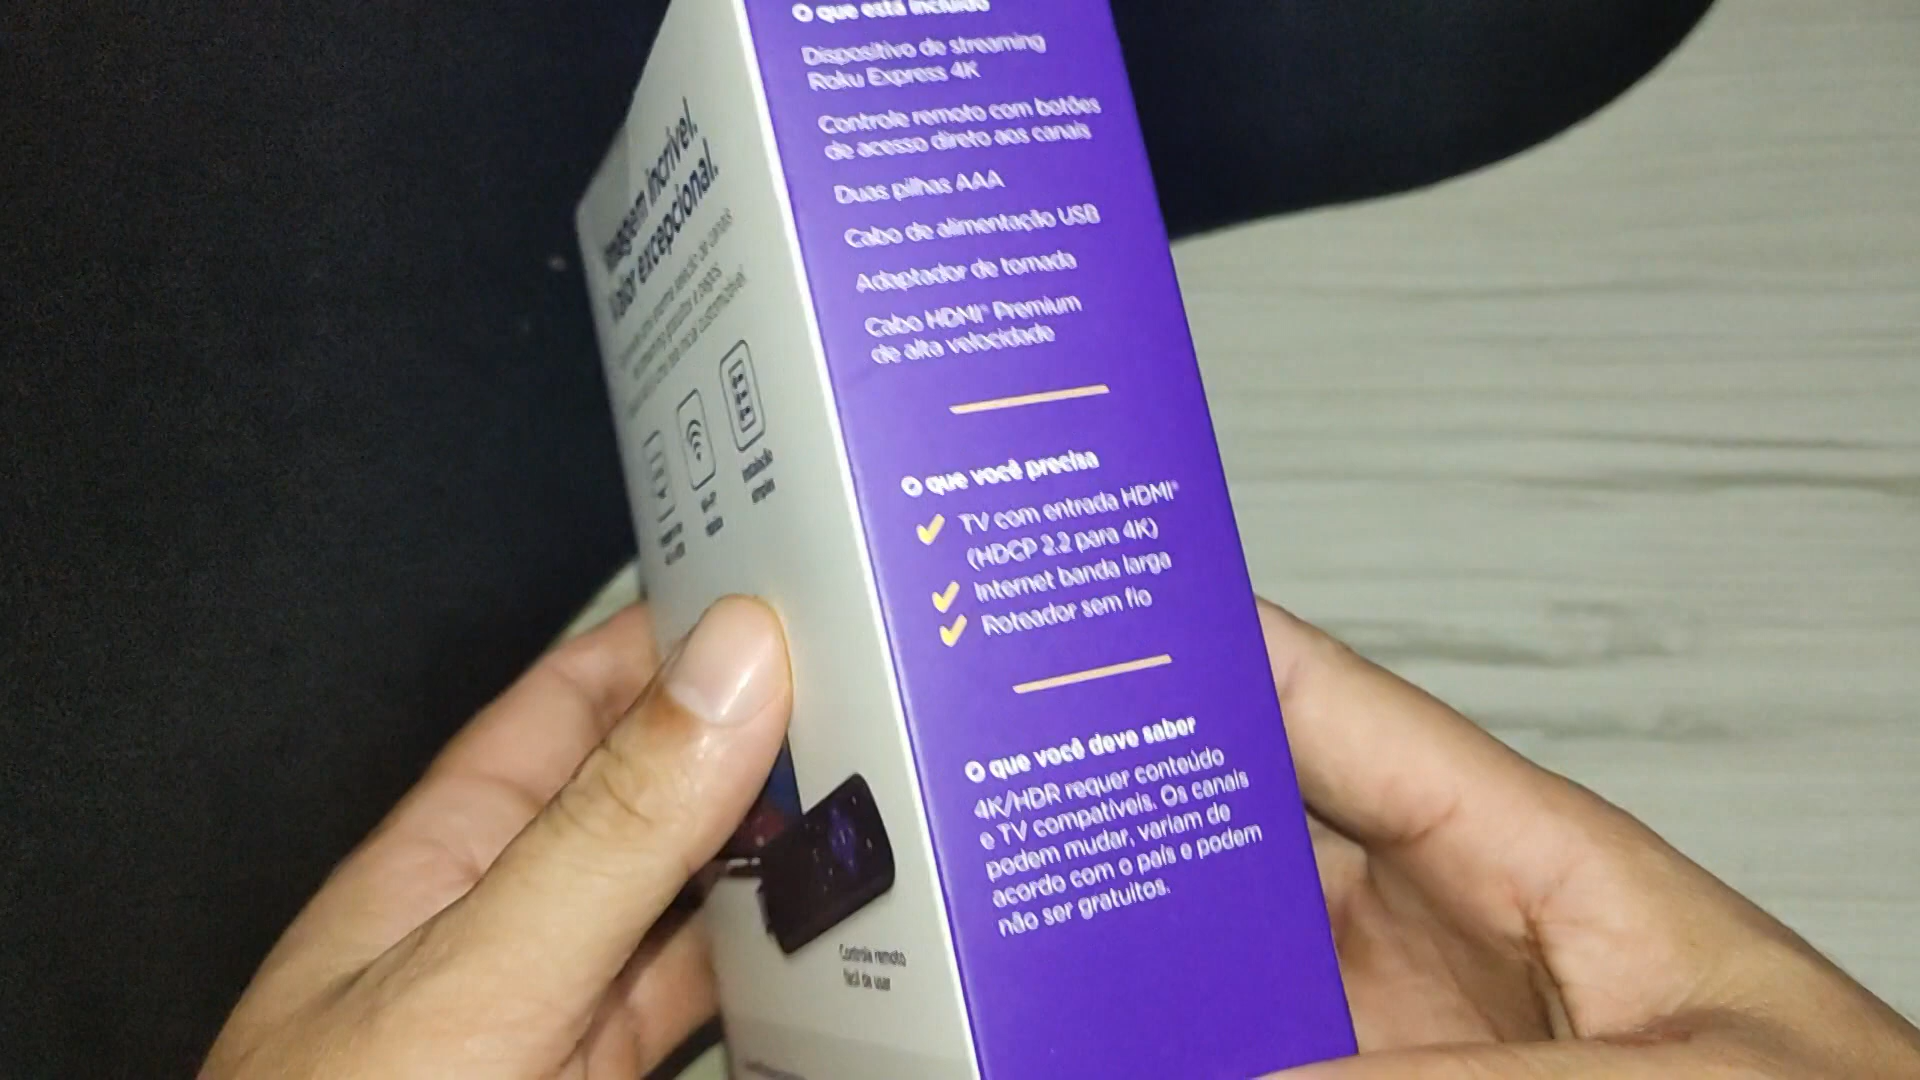 O que está incluído
Dispositivo de streaming
Roku Express 4K
Controle remoto com botões
de acesso direto aos canais
Duas pilhas AAA
Cabo de alimentação USB
Adaptador de tomada
Cabo HDMI® Premium
de alta velocidade
O que você precisa
TV com entrada HDMI®
(HDCP 2.2 para 4K)
Internet banda larga
Roteador sem fio
O que você deve saber
4K/HDR requer conteúdo
e TV compatíveis. Os canais
podem mudar, variam de
acordo com o país e podem
não ser gratuitos.
Imagem incrível.
Valor excepcional.
Controle remoto
fácil de usar